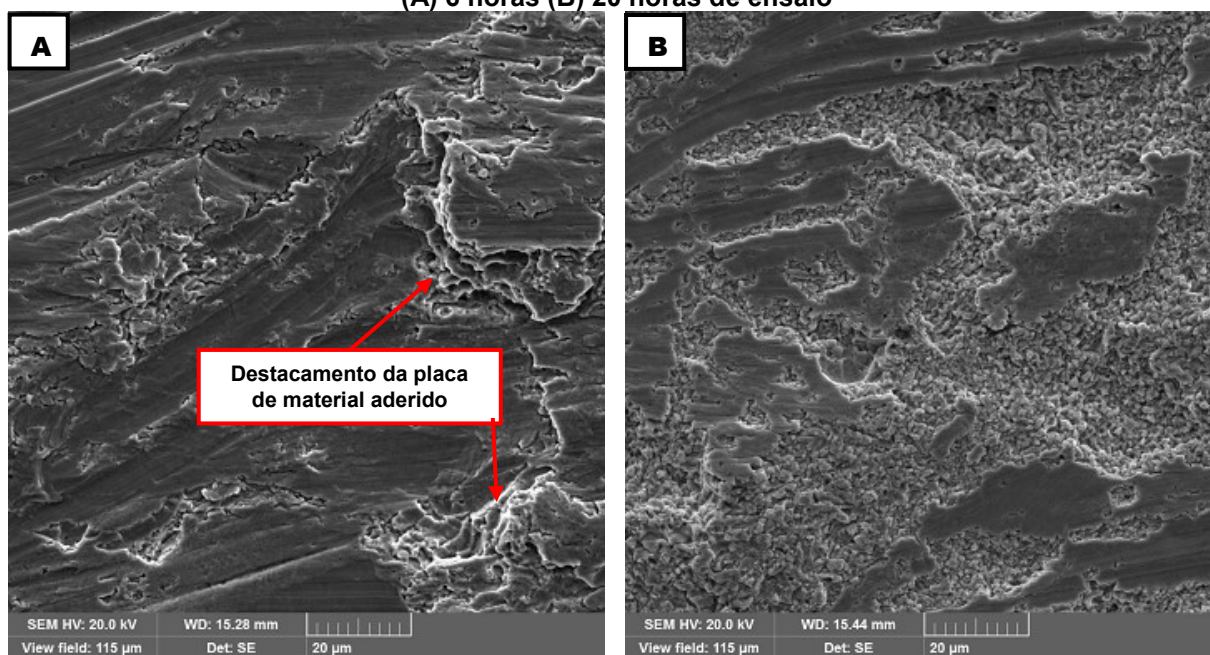 (A) 6 horas (B) 20 horas de ensaio
A
B
Destacamento da placa
de material aderido
SEM HV: 20.0 kV WD: 15.28 mm
View field: 115 µm Det: SE 20 µm
SEM HV: 20.0 kV WD: 15.44 mm
View field: 115 µm Det: SE 20 µm